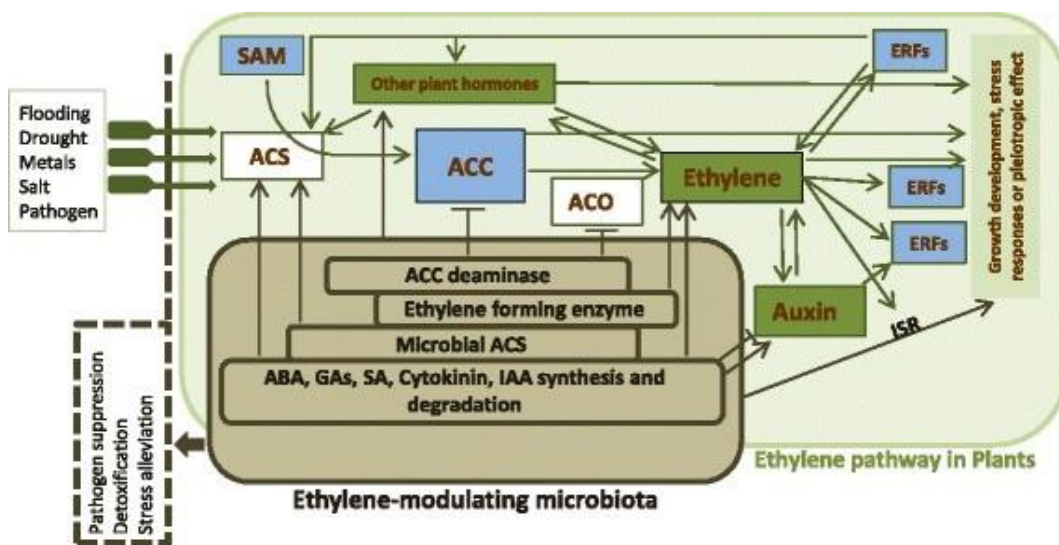 SAM
ERFs
Other plant hormones
Flooding
Drought
Metals
Salt
Pathogen
ACS
ACC
Ethylene
ACO
ERFs
ERFs
Growth development, stress
responses or pleiotropic effect
ACC deaminase
Ethylene forming enzyme
Auxin
ISR
Microbial ACS
ABA, GAs, SA, Cytokinin, IAA synthesis and
degradation
Pathogen suppression
Detoxification
Stress alleviation
Ethylene pathway in Plants
Ethylene-modulating microbiota